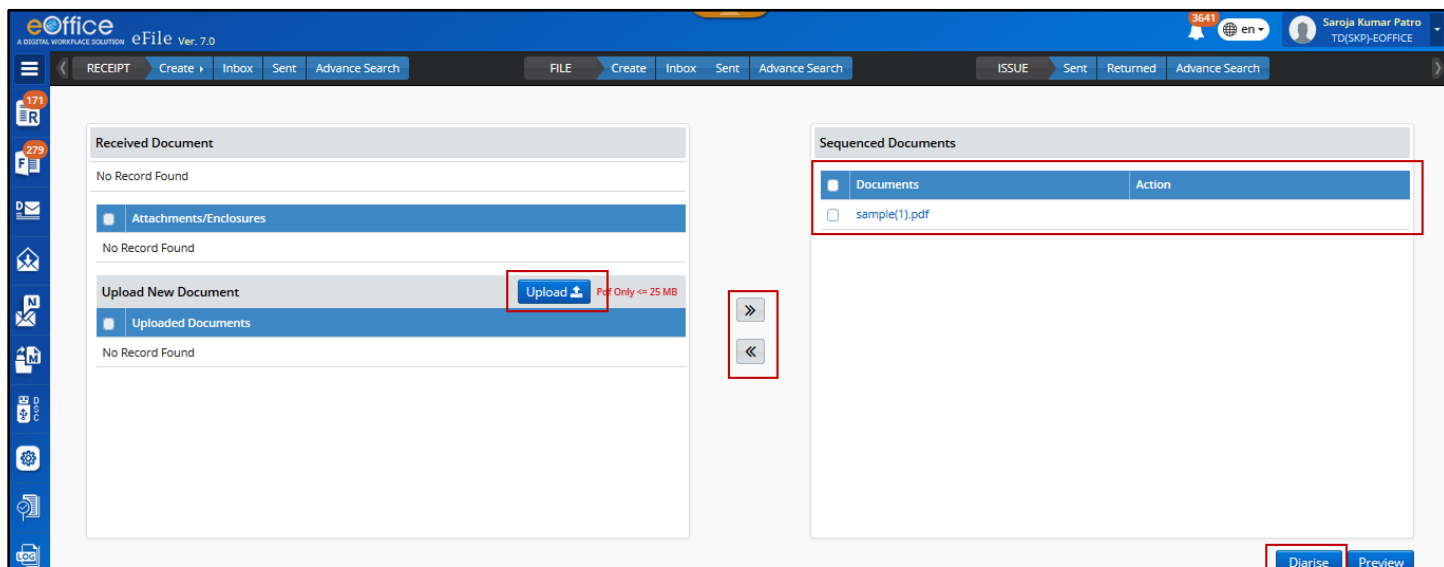 eOffice
A DIGITAL WORKPLACE SOLUTION eFile Ver. 7.0
3641
en
Saroja Kumar Patro
TD(SKP)-EOFFICE
RECEIPT Create Inbox Sent Advance Search FILE Create Inbox Sent Advance Search ISSUE Sent Returned Advance Search
171
R
279
F
D
N
M
DSC
LOG
Received Document
No Record Found
Attachments/Enclosures
No Record Found
Upload New Document Upload Pdf Only <= 25 MB
Uploaded Documents
No Record Found
Sequenced Documents
Documents Action
sample(1).pdf
Diarise Preview